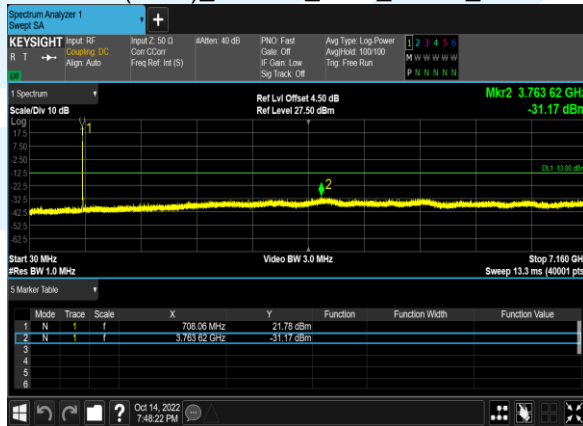 Spectrum Analyzer 1
Swept SA
KEYSIGHT
R T
Input: RF
Coupling: DC
Align: Auto
Input Z: 50 Ω
Corr CCorr
Freq Ref: Int (S)
#Atten: 40 dB
PNO: Fast
Gate: Off
IF Gain: Low
Sig Track: Off
Avg Type: Log-Power
Avg|Hold: 100/100
Trig: Free Run
1 2 3 4 5 6
M W W W W W
P N N N N N
1 Spectrum
Scale/Div 10 dB
Ref Lvl Offset 4.50 dB
Ref Level 27.50 dBm
Mkr2 3.763 62 GHz
-31.17 dBm
Log
17.5
7.50
-2.50
-12.5
-22.5
-32.5
-42.5
-52.5
-62.5
1
2
DL1 -13.00 dBm
Start 30 MHz
#Res BW 1.0 MHz
Video BW 3.0 MHz
Stop 7.160 GHz
Sweep 13.3 ms (40001 pts)
5 Marker Table
Mode Trace Scale X Y Function Function Width Function Value
1 N 1 f 708.06 MHz 21.78 dBm
2 N 1 f 3.763 62 GHz -31.17 dBm
3
4
5
6
? Oct 14, 2022
7:48:22 PM